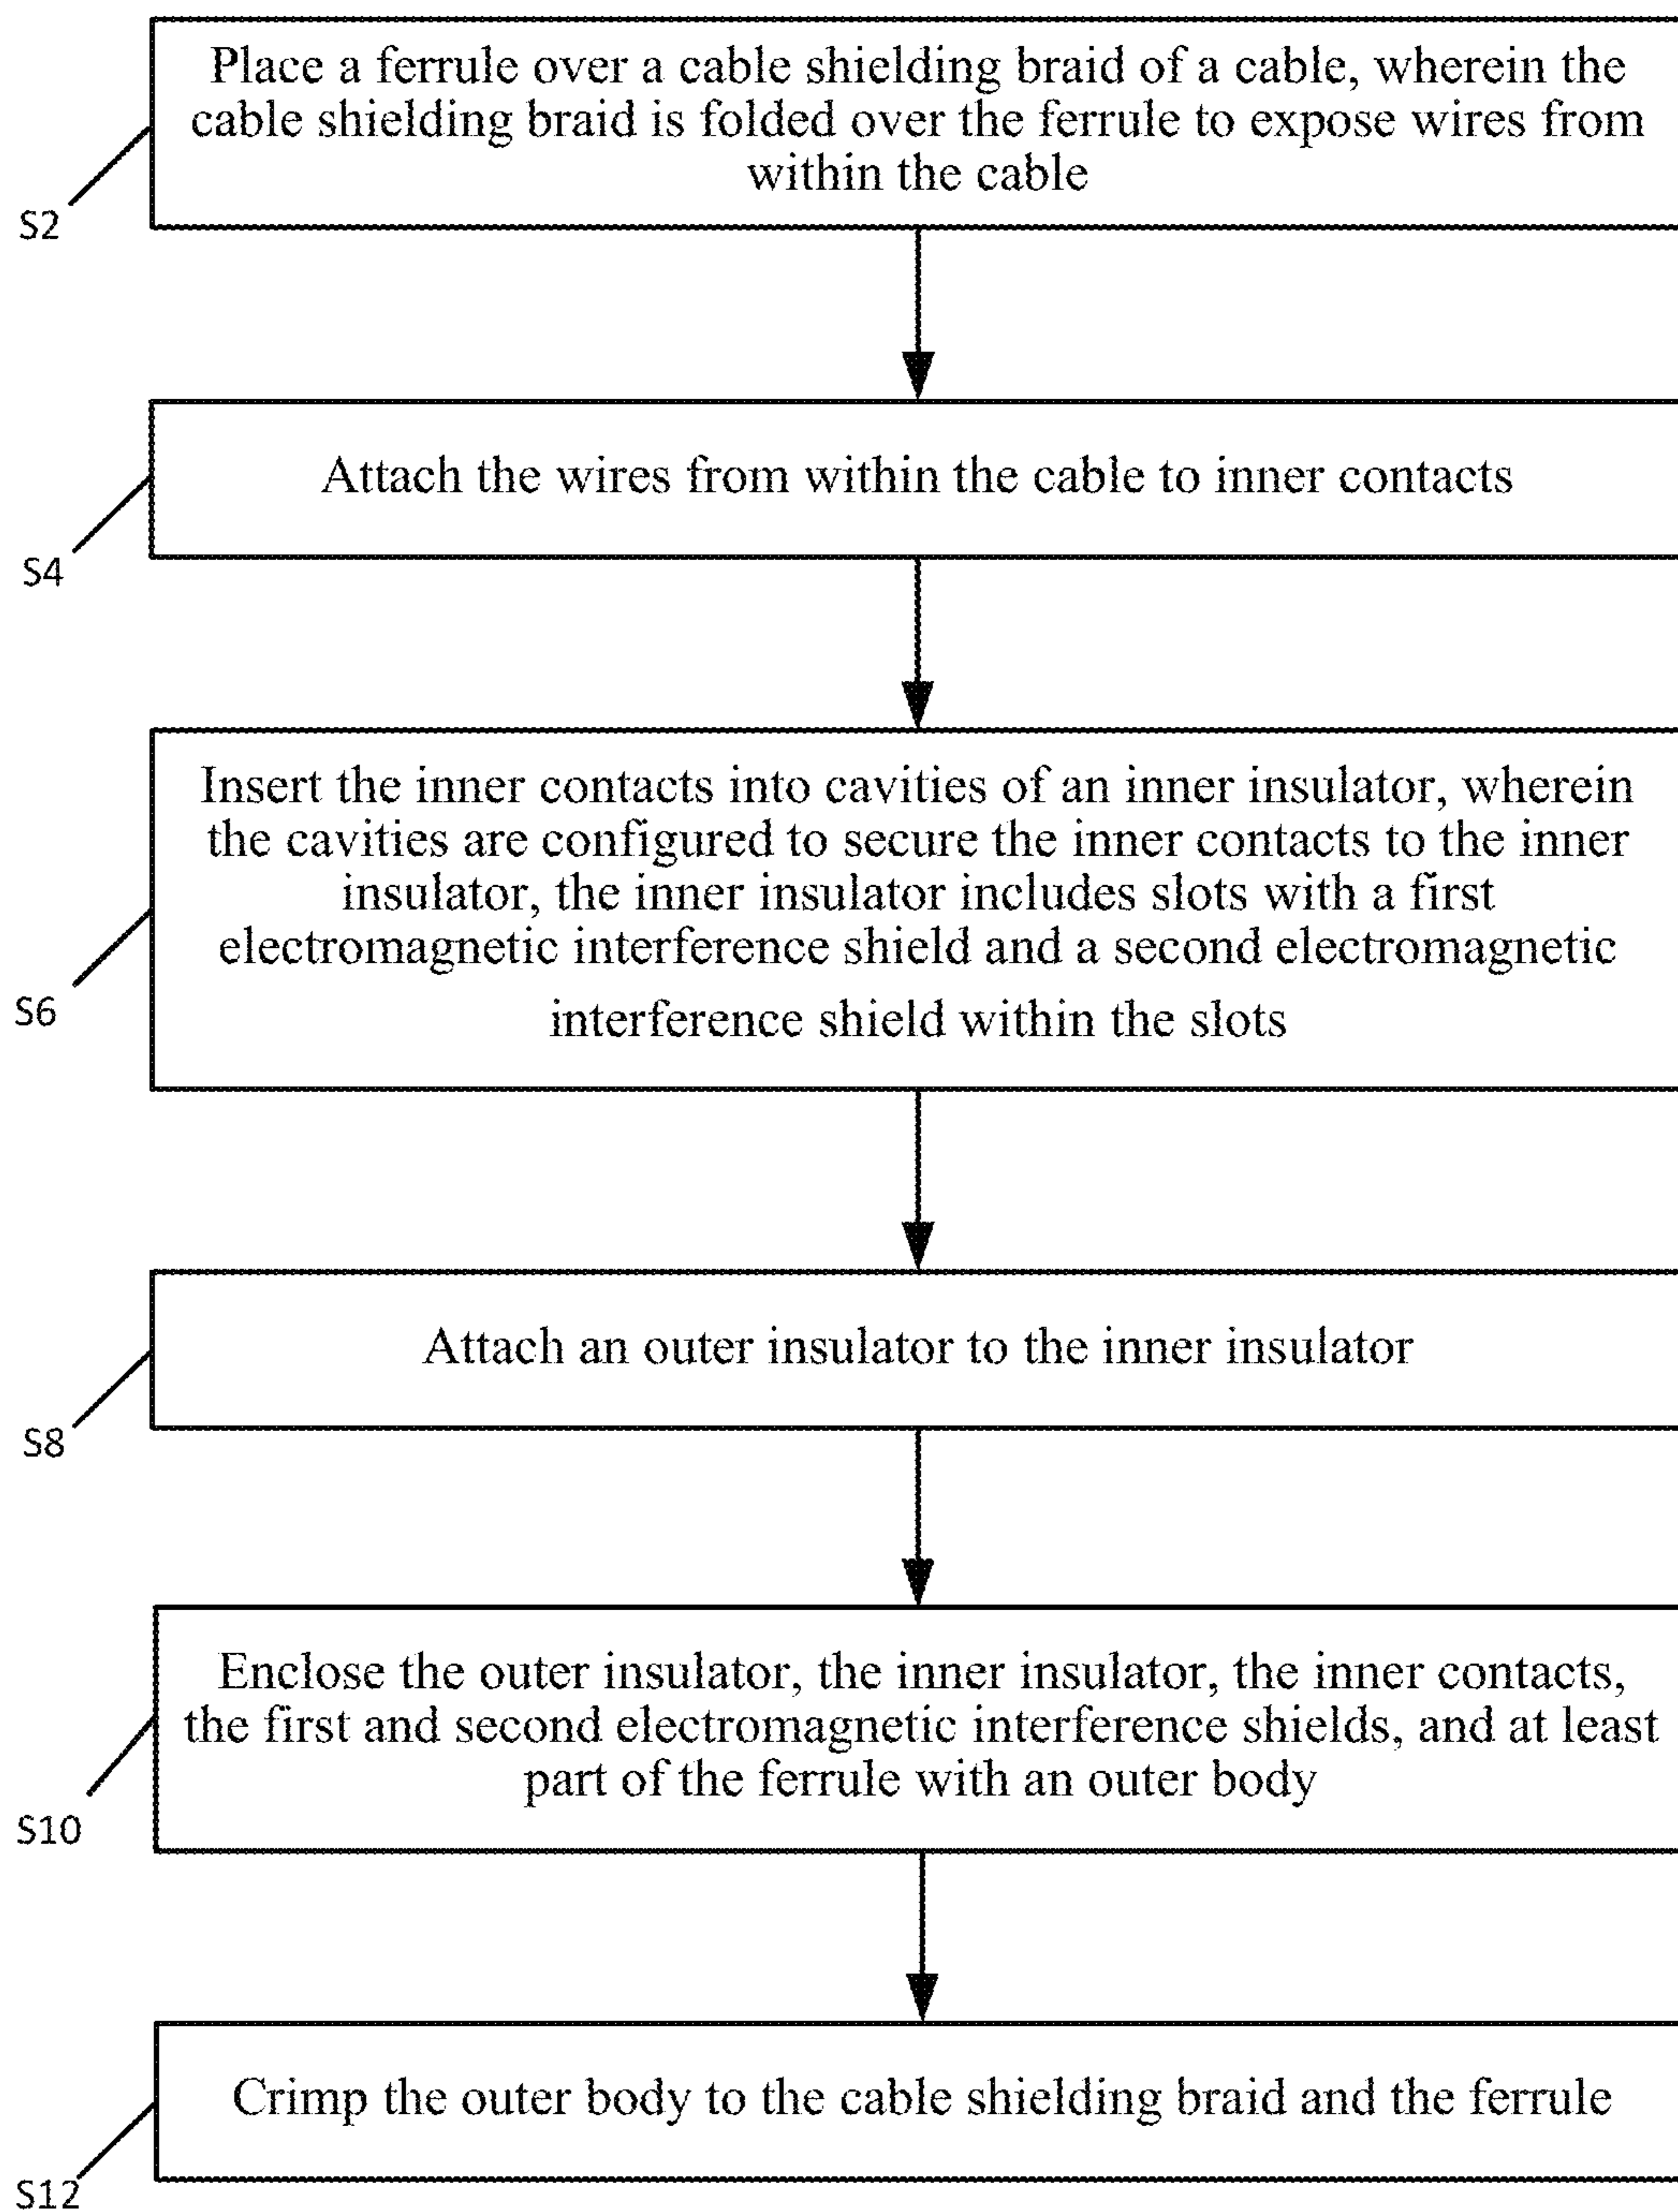 Place a ferrule over a cable shielding braid of a cable, wherein the
cable shielding braid is folded over the ferrule to expose wires from
within the cable
S2
Attach the wires from within the cable to inner contacts
S4
Insert the inner contacts into cavities of an inner insulator, wherein
the cavities are configured to secure the inner contacts to the inner
insulator, the inner insulator includes slots with a first
electromagnetic interference shield and a second electromagnetic
interference shield within the slots
S6
Attach an outer insulator to the inner insulator
S8
Enclose the outer insulator, the inner insulator, the inner contacts,
the first and second electromagnetic interference shields, and at least
part of the ferrule with an outer body
S10
Crimp the outer body to the cable shielding braid and the ferrule
S12